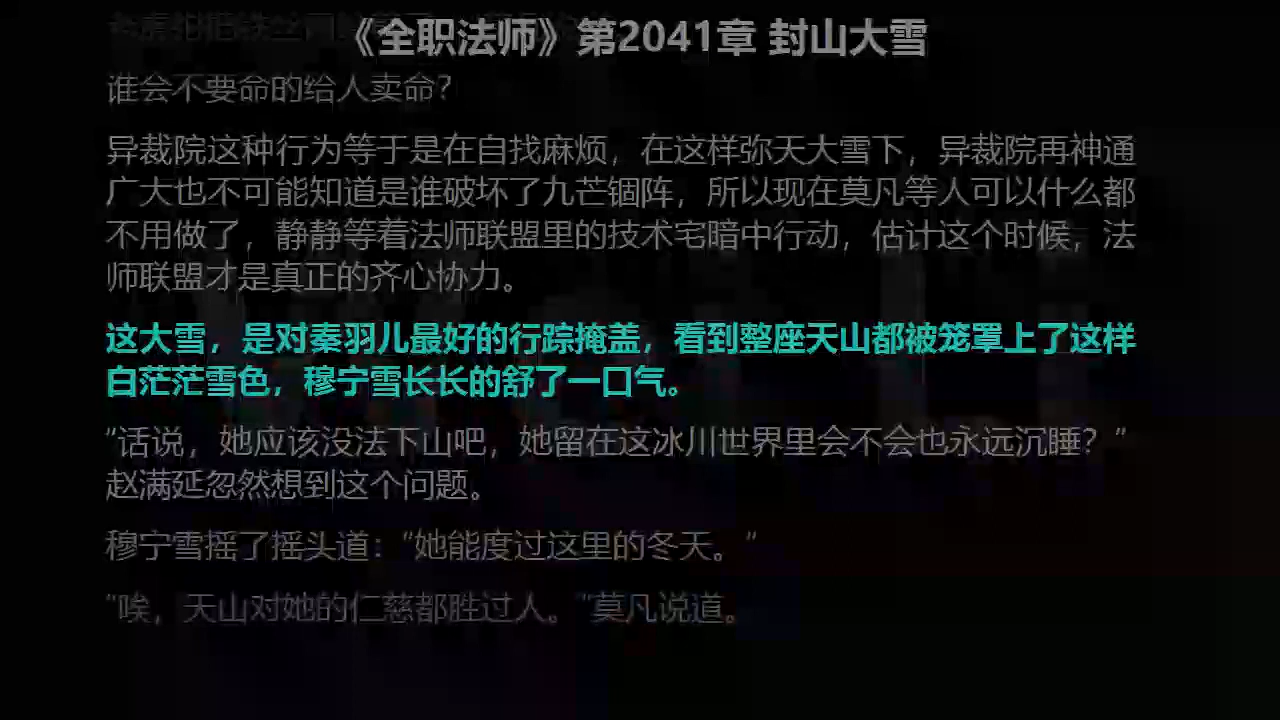 《全职法师》第2041章 封山大雪
谁会不要命的给人卖命？
异裁院这种行为等于是在自找麻烦，在这样弥天大雪下，异裁院再神通
广大也不可能知道是谁破坏了九芒锢阵，所以现在莫凡等人可以什么都
不用做了，静静等着法师联盟里的技术宅暗中行动，估计这个时候，法
师联盟才是真正的齐心协力。
这大雪，是对秦羽儿最好的行踪掩盖，看到整座天山都被笼罩上了这样
白茫茫雪色，穆宁雪长长的舒了一口气。
“话说，她应该没法下山吧，她留在这冰川世界里会不会也永远沉睡？”
赵满延忽然想到这个问题。
穆宁雪摇了摇头道：“她能度过这里的冬天。”
“唉，天山对她的仁慈都胜过人。”莫凡说道。